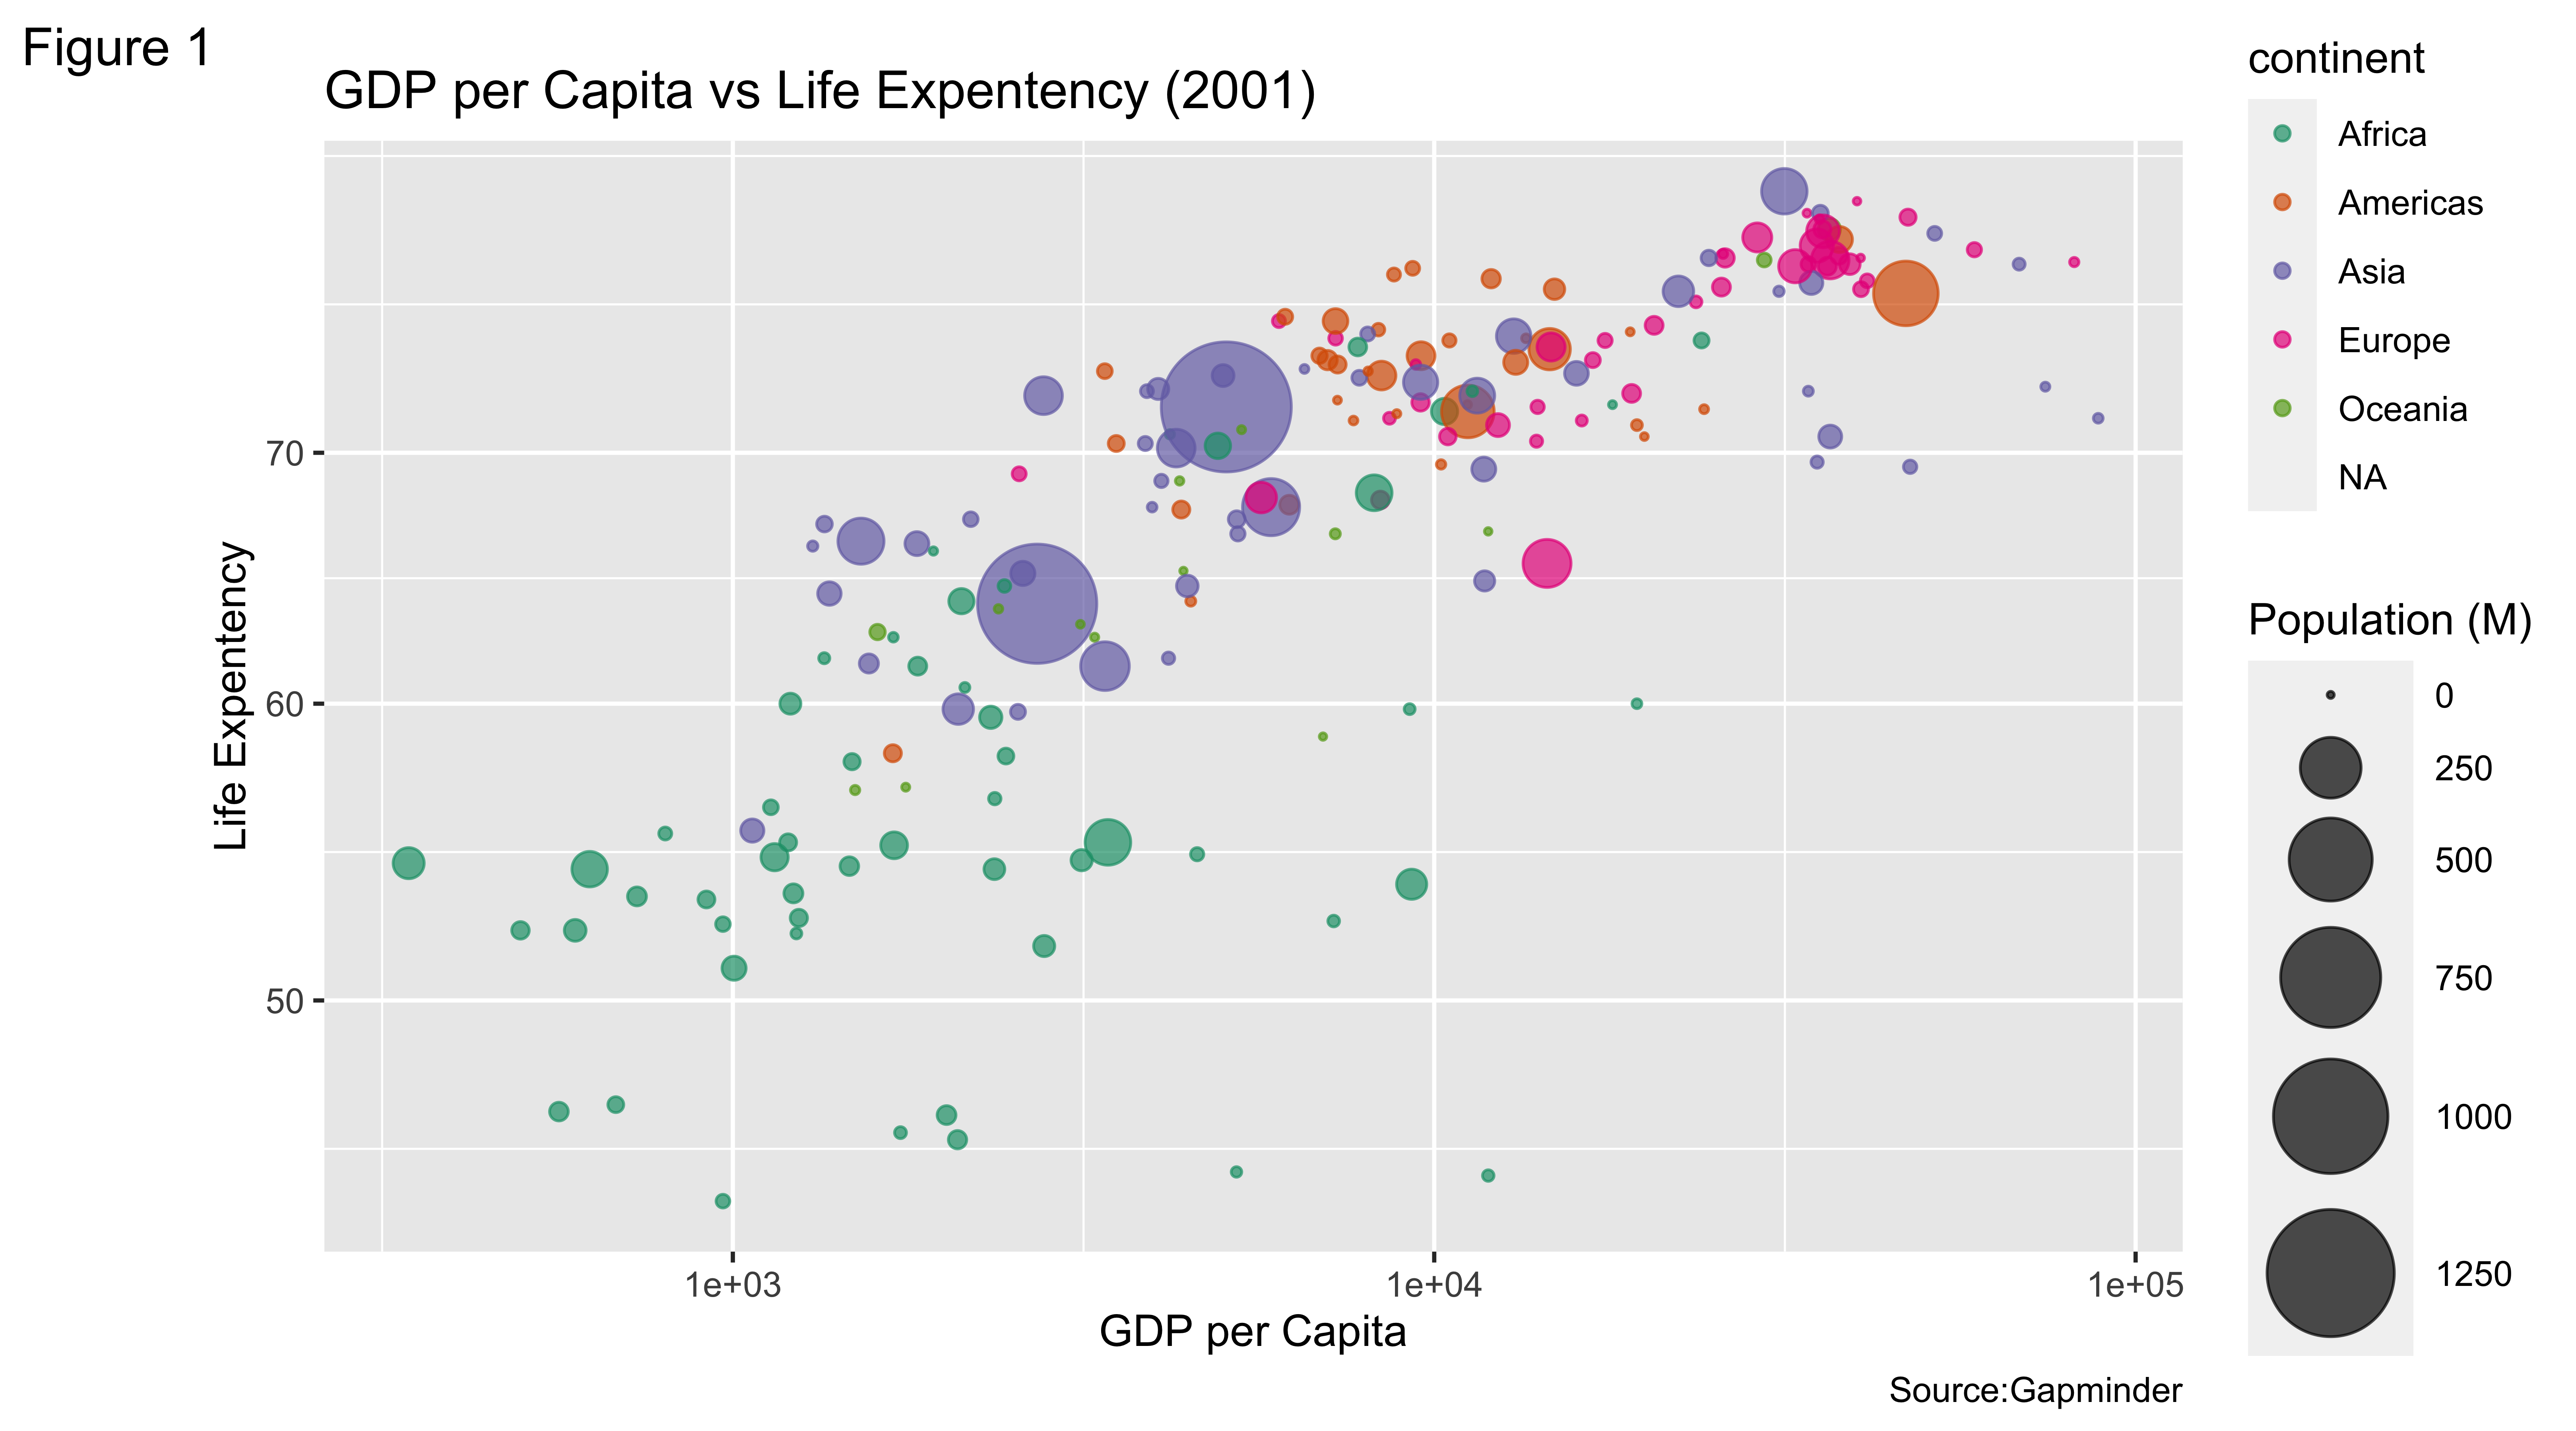 Figure 1
GDP per Capita vs Life Expentency (2001)
Life Expentency
70
60
50
1e+03
1e+04
1e+05
GDP per Capita
Source:Gapminder
continent
Africa
Americas
Asia
Europe
Oceania
NA
Population (M)
0
250
500
750
1000
1250